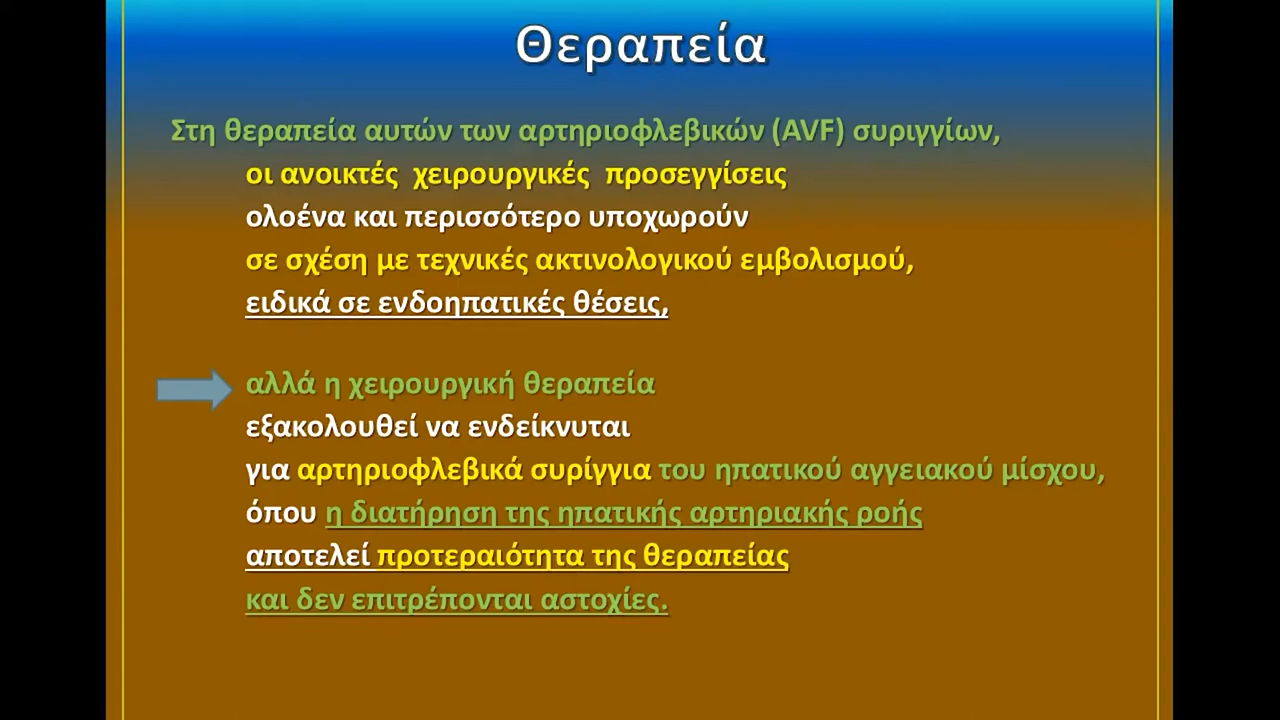 Θεραπεία
Στη θεραπεία αυτών των αρτηριοφλεβικών (AVF) συριγγίων,
οι ανοικτές χειρουργικές προσεγγίσεις
ολοένα και περισσότερο υποχωρούν
σε σχέση με τεχνικές ακτινολογικού εμβολισμού,
ειδικά σε ενδοηπατικές θέσεις,
αλλά η χειρουργική θεραπεία
εξακολουθεί να ενδείκνυται
για αρτηριοφλεβικά συρίγγια του ηπατικού αγγειακού μίσχου,
όπου η διατήρηση της ηπατικής αρτηριακής ροής
αποτελεί προτεραιότητα της θεραπείας
και δεν επιτρέπονται αστοχίες.